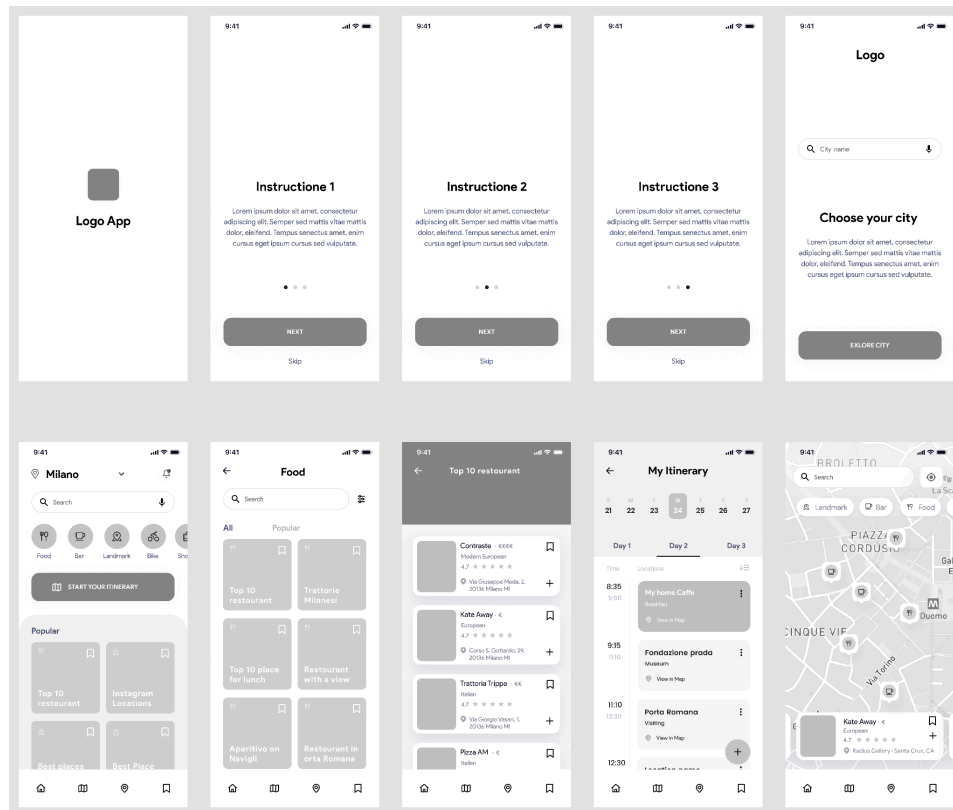 Logo App
9:41
Instructione 1
Lorem ipsum dolor sit amet, consectetur
adipiscing elit. Semper sed mattis vitae mattis
dolor, eleifend. Tempus senectus amet, enim
cursus eget ipsum cursus sed vulputate.
NEXT
Skip
9:41
Instructione 2
Lorem ipsum dolor sit amet, consectetur
adipiscing elit. Semper sed mattis vitae mattis
dolor, eleifend. Tempus senectus amet, enim
cursus eget ipsum cursus sed vulputate.
NEXT
Skip
9:41
Instructione 3
Lorem ipsum dolor sit amet, consectetur
adipiscing elit. Semper sed mattis vitae mattis
dolor, eleifend. Tempus senectus amet, enim
cursus eget ipsum cursus sed vulputate.
NEXT
Skip
9:41
Logo
City name
Choose your city
Lorem ipsum dolor sit amet, consectetur
adipiscing elit. Semper sed mattis vitae mattis
dolor, eleifend. Tempus senectus amet, enim
cursus eget ipsum cursus sed vulputate.
EXLORE CITY
9:41
Milano
Search
Food Ber Landmark Bike Sho
START YOUR ITINERARY
Popular
Top 10
restourant
Instagram
Locations
Best places
Best Place
9:41
Food
Search
All Popular
Top 10
restourant
Trattorie
Milanesi
Top 10 place
for lunch
Restourant
with a view
Aperitivo on
Navigli
Restourant in
orta Romana
9:41
Top 10 restourant
Contraste · €€€€
Modern European
4.7
Via Giuseppe Meda, 2,
20136 Milano MI
Kate Away · €
European
4.7
Corso S. Gottardo, 29,
20136 Milano MI
Trattoria Trippa · €€
Italian
4.7
Via Giorgio Vasari, 1,
20135 Milano MI
Pizza AM · €
Italian
9:41
My Itinerary
S M T W T F S
21 22 23 24 25 26 27
Day 1 Day 2 Day 3
Time Locations
8:35
9:00
My home Caffe
Breakfast
View in Map
9:15
11:10
Fondazione prada
Museum
View in Map
11:10
12:30
Porta Romana
Visiting
View in Map
12:30
Location name
9:41
BROLETTO
Search
La Sc
Landmark Bar Food
PIAZZA
CORDUSIO
Gal
E
M
Duomo
CINQUE VIE
Via Torino
Kate Away · €
European
4.7
Radius Gallery - Santa Cruz, CA